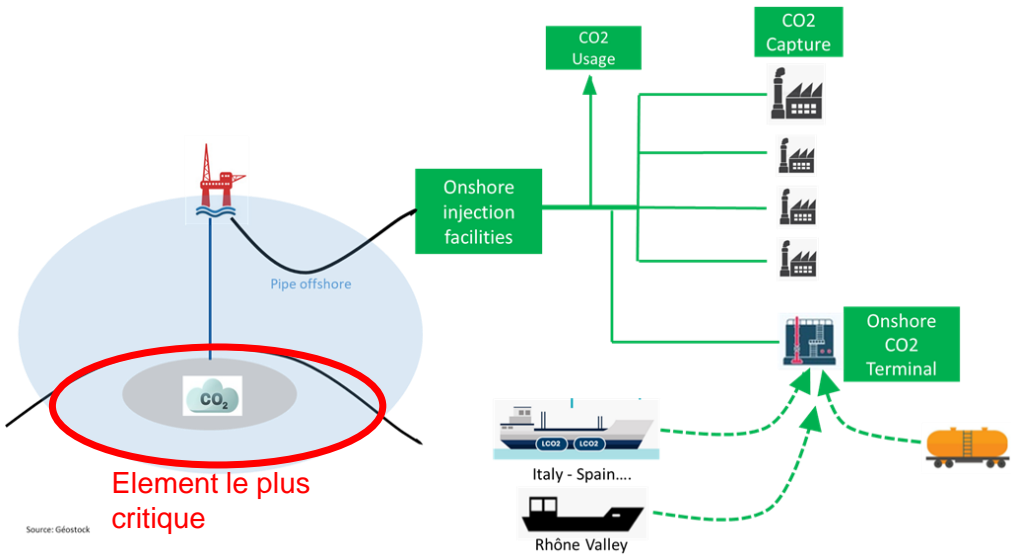 CO2
Usage
CO2
Capture
Onshore
injection
facilities
Pipe offshore
Onshore
CO2
Terminal
CO2
LCO2 LCO2
Italy - Spain....
Rhône Valley
Element le plus
critique
Source: Géostock